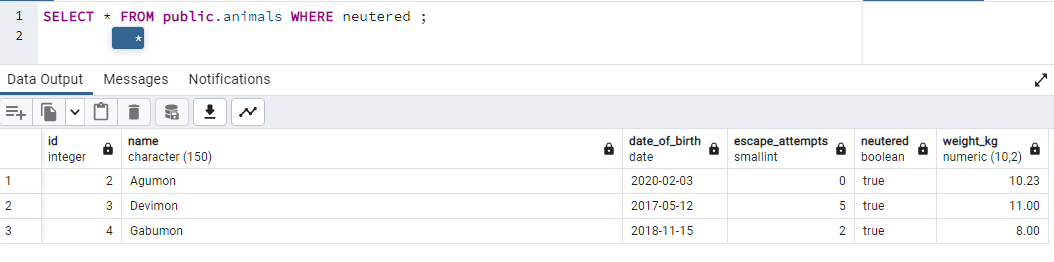 1 SELECT * FROM public.animals WHERE neutered ;
2
*
Data Output Messages Notifications
id name date_of_birth escape_attempts neutered weight_kg
integer character (150) date smallint boolean numeric (10,2)
1 2 Agumon 2020-02-03 0 true 10.23
2 3 Devimon 2017-05-12 5 true 11.00
3 4 Gabumon 2018-11-15 2 true 8.00